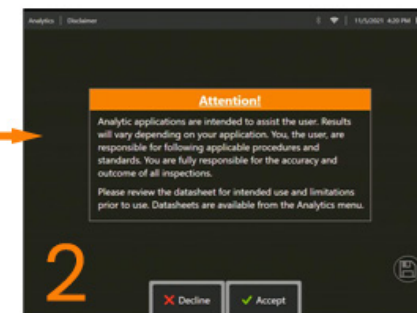 Analytics | Disclaimer
11/5/2021 4:20 PM
Attention!
Analytic applications are intended to assist the user. Results
will vary depending on your application. You, the user, are
responsible for following applicable procedures and
standards. You are fully responsible for the accuracy and
outcome of all inspections.
Please review the datasheet for intended use and limitations
prior to use. Datasheets are available from the Analytics menu.
2
Decline
Accept